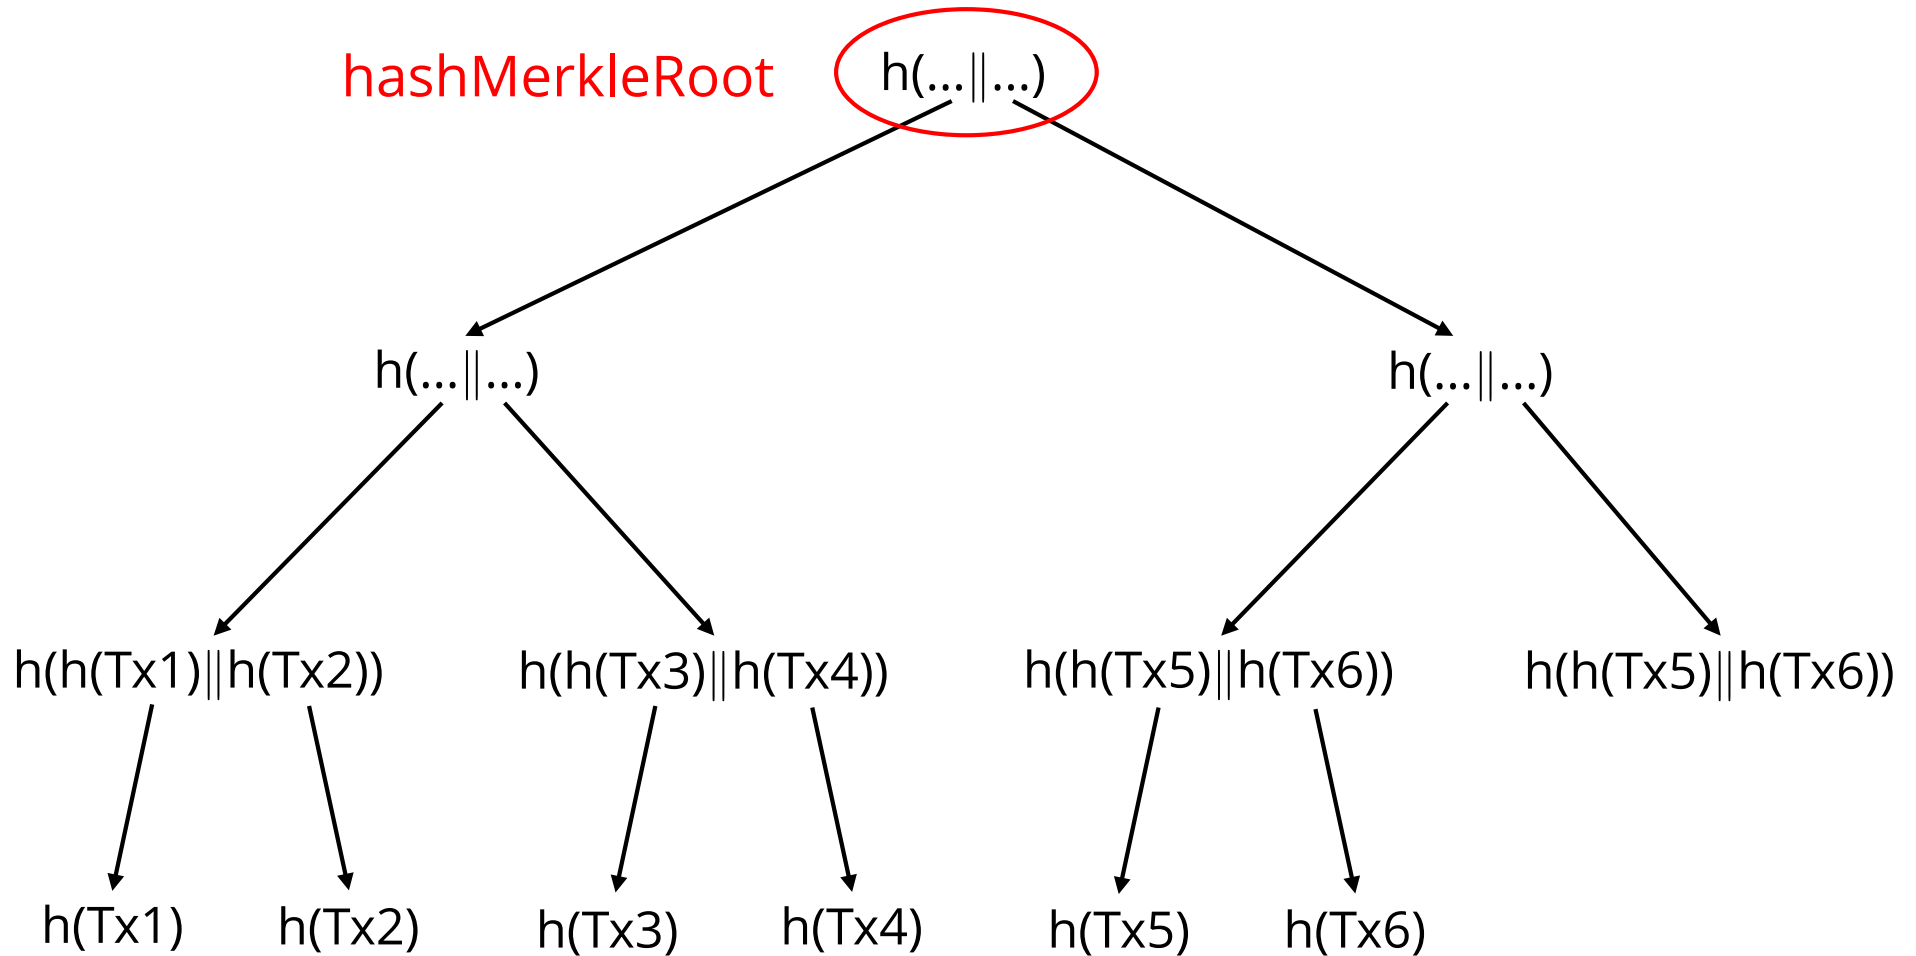 hashMerkleRoot
h(...||...)
h(...||...)
h(...||...)
h(h(Tx1)||h(Tx2))
h(h(Tx3)||h(Tx4))
h(h(Tx5)||h(Tx6))
h(h(Tx5)||h(Tx6))
h(Tx1)
h(Tx2)
h(Tx3)
h(Tx4)
h(Tx5)
h(Tx6)